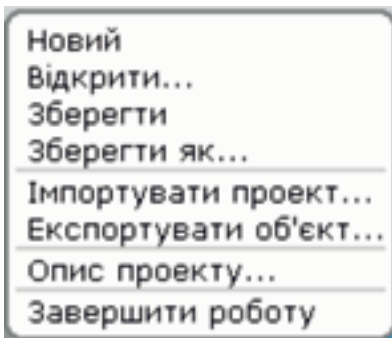 Новий
Відкрити...
Зберегти
Зберегти як...
Імпортувати проект...
Експортувати об'єкт...
Опис проекту...
Завершити роботу